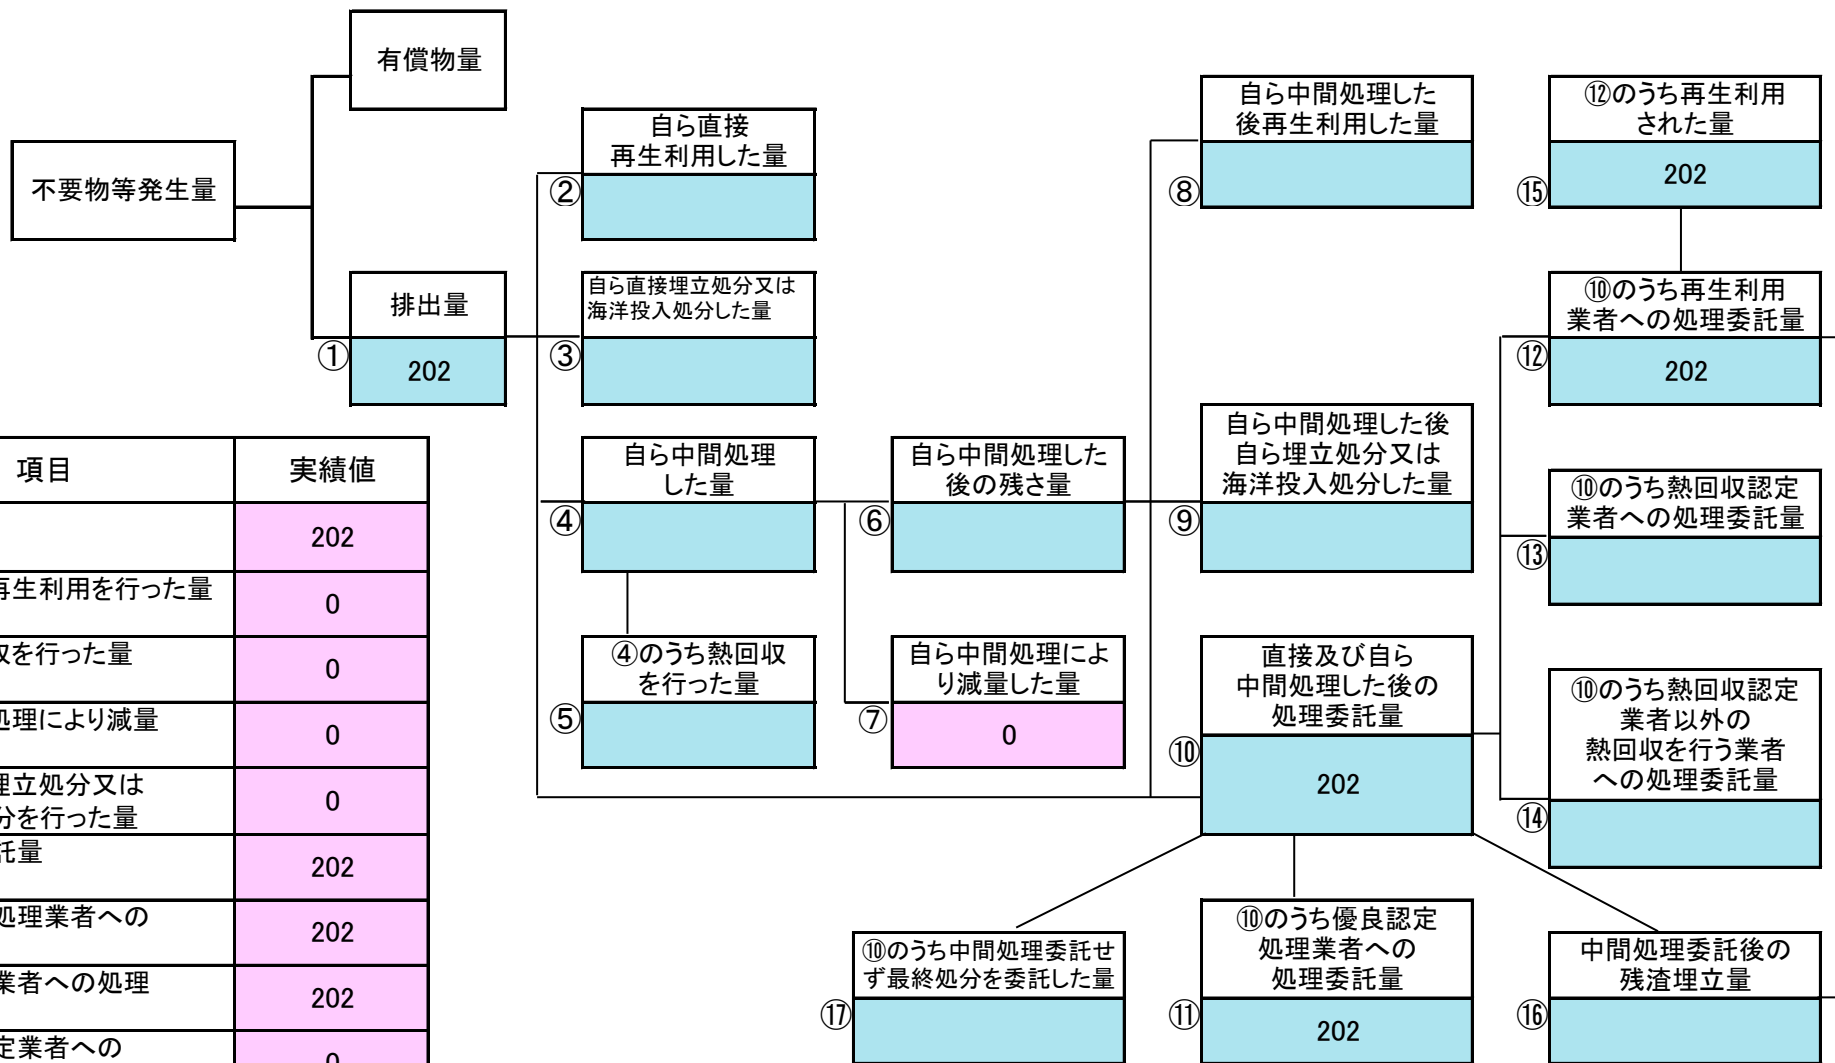 有償物量
不要物等発生量
排出量
①
202
自ら直接
再生利用した量
②
自ら直接埋立処分又は
海洋投入処分した量
③
自ら中間処理
した量
④
④のうち熱回収
を行った量
⑤
自ら中間処理した
後の残さ量
⑥
自ら中間処理によ
り減量した量
⑦
0
自ら中間処理した
後再生利用した量
⑧
自ら中間処理した後
自ら埋立処分又は
海洋投入処分した量
⑨
直接及び自ら
中間処理した後の
処理委託量
⑩
202
⑩のうち優良認定
処理業者への
処理委託量
⑪
202
⑫のうち再生利用
された量
⑮
202
⑩のうち再生利用
業者への処理委託量
⑫
202
⑩のうち熱回収認定
業者への処理委託量
⑬
⑩のうち熱回収認定
業者以外の
熱回収を行う業者
への処理委託量
⑭
中間処理委託後の
残渣埋立量
⑯
⑩のうち中間処理委託せ
ず最終処分を委託した量
⑰
項目 実績値
202
再生利用を行った量 0
を行った量 0
処理により減量 0
埋立処分又は
を行った量 0
託量 202
処理業者への 202
業者への処理 202
定業者への 0